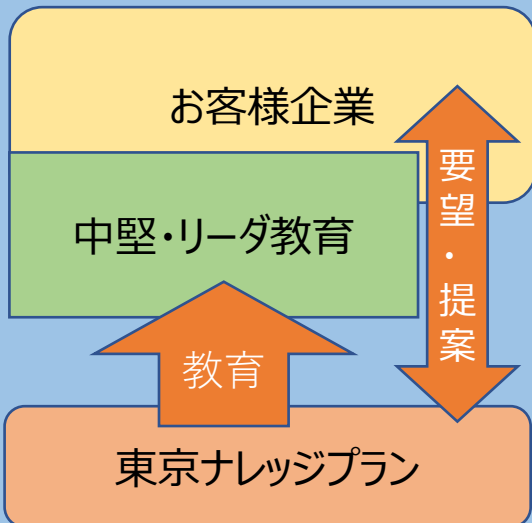 お客様企業
中堅・リーダ教育
要望・提案
教育
東京ナレッジプラン